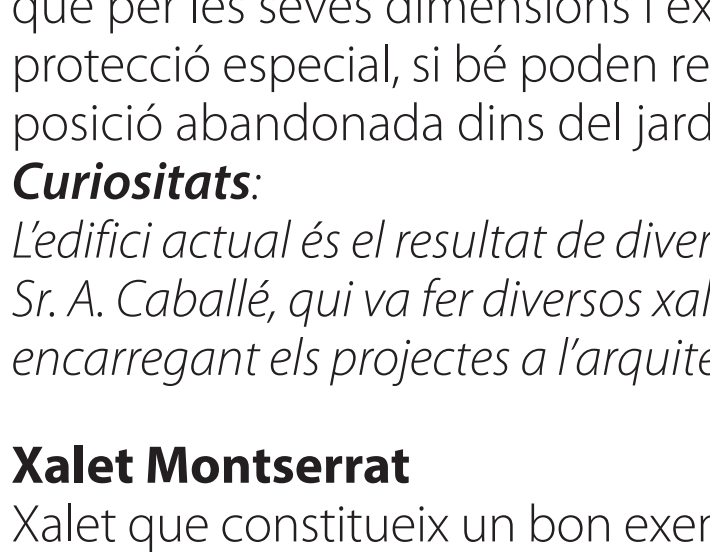 que per les seves dimensions i ex
protecció especial, si bé poden re
posició abandonada dins del jard
Curiositats:
L'edifici actual és el resultat de diver
Sr. A. Caballé, qui va fer diversos xal
encarregant els projectes a l'arquite
Xalet Montserrat
Xalet que constitueix un bon exem